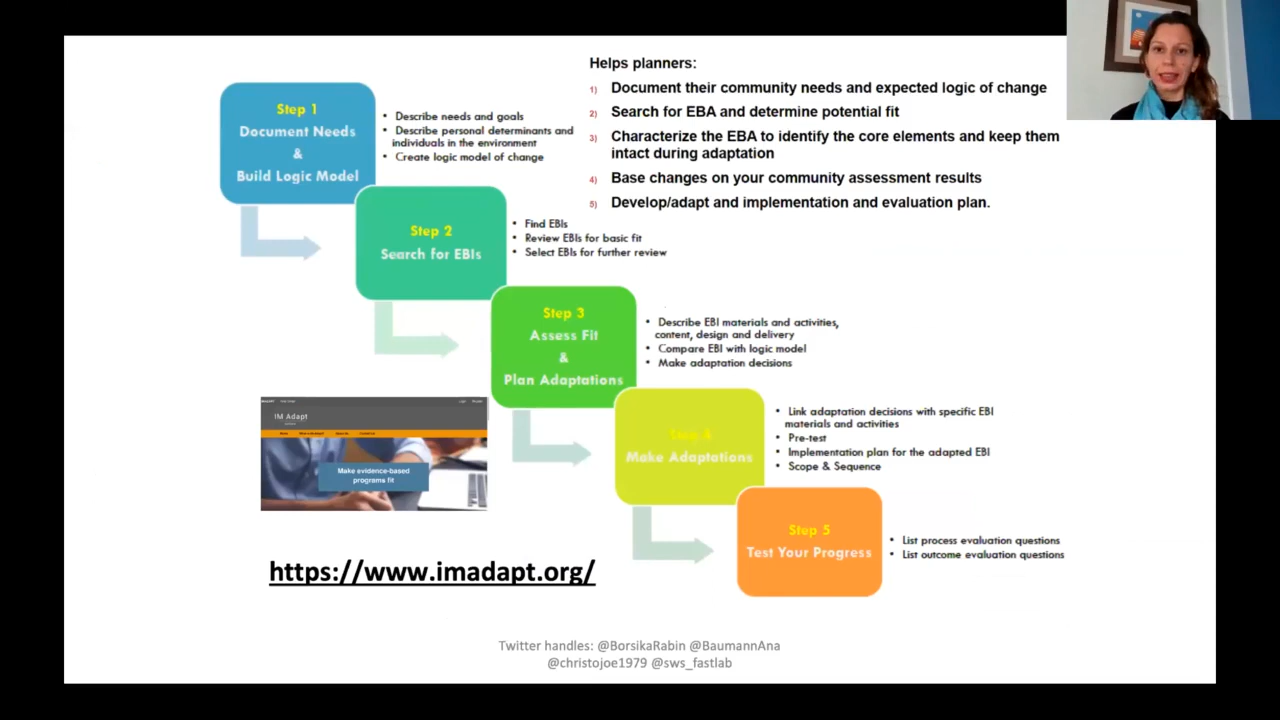 Helps planners:
1) Document their community needs and expected logic of change
2) Search for EBA and determine potential fit
3) Characterize the EBA to identify the core elements and keep them
intact during adaptation
4) Base changes on your community assessment results
5) Develop/adapt and implementation and evaluation plan.
Step 1
Document Needs
&
Build Logic Model
• Describe needs and goals
• Describe personal determinants and
individuals in the environment
• Create logic model of change
Step 2
Search for EBIs
• Find EBIs
• Review EBIs for basic fit
• Select EBIs for further review
Step 3
Assess Fit
&
Plan Adaptations
• Describe EBI materials and activities,
content, design and delivery
• Compare EBI with logic model
• Make adaptation decisions
Step 4
Make Adaptations
• Link adaptation decisions with specific EBI
materials and activities
• Pre-test
• Implementation plan for the adapted EBI
• Scope & Sequence
Step 5
Test Your Progress
• List process evaluation questions
• List outcome evaluation questions
IM Adapt
Make evidence-based
programs fit
https://www.imadapt.org/
Twitter handles: @BorsikaRabin @BaumannAna
@christojoe1979 @sws_fastlab